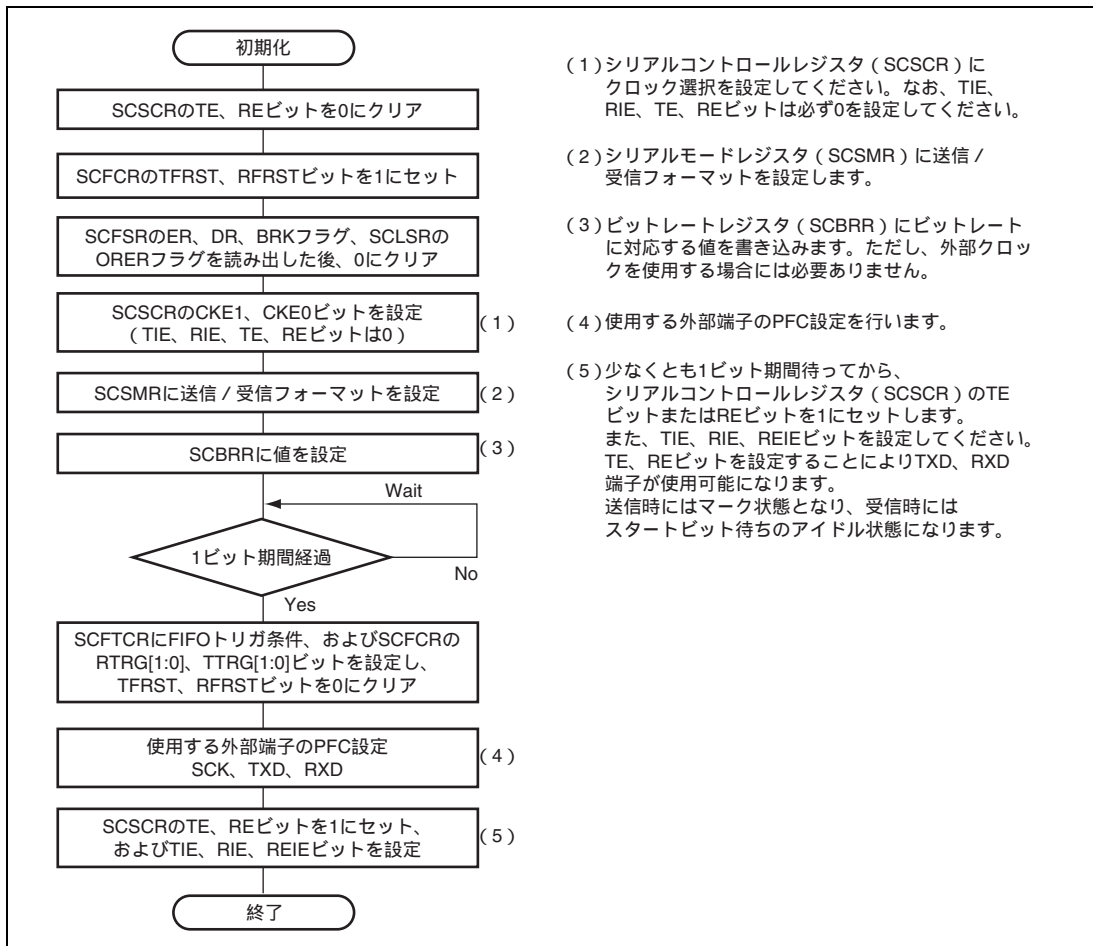 初期化
SCSCRのTE、REビットを0にクリア
SCFCRのTFRST、RFRSTビットを1にセット
SCFSRのER、DR、BRKフラグ、SCLSRの
ORERフラグを読み出した後、0にクリア
SCSCRのCKE1、CKE0ビットを設定
(TIE、RIE、TE、REビットは0)
(1)
SCSMRに送信/受信フォーマットを設定
(2)
SCBRRに値を設定
(3)
Wait
1ビット期間経過
No
Yes
SCFTCRにFIFOトリガ条件、およびSCFCRの
RTRG[1:0]、TTRG[1:0]ビットを設定し、
TFRST、RFRSTビットを0にクリア
使用する外部端子のPFC設定
SCK、TXD、RXD
(4)
SCSCRのTE、REビットを1にセット、
およびTIE、RIE、REIEビットを設定
(5)
終了
(1)シリアルコントロールレジスタ(SCSCR)に
クロック選択を設定してください。なお、TIE、
RIE、TE、REビットは必ず0を設定してください。
(2)シリアルモードレジスタ(SCSMR)に送信/
受信フォーマットを設定します。
(3)ビットレートレジスタ(SCBRR)にビットレート
に対応する値を書き込みます。ただし、外部クロッ
クを使用する場合には必要ありません。
(4)使用する外部端子のPFC設定を行います。
(5)少なくとも1ビット期間待ってから、
シリアルコントロールレジスタ(SCSCR)のTE
ビットまたはREビットを1にセットします。
また、TIE、RIE、REIEビットを設定してください。
TE、REビットを設定することによりTXD、RXD
端子が使用可能になります。
送信時にはマーク状態となり、受信時には
スタートビット待ちのアイドル状態になります。